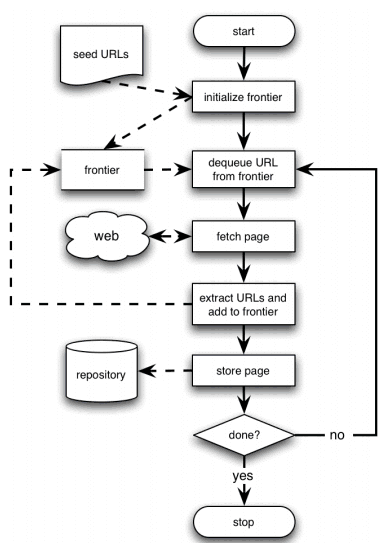 start
seed URLs
initialize frontier
frontier
dequeue URL
from frontier
web
fetch page
extract URLs and
add to frontier
repository
store page
done?
no
yes
stop